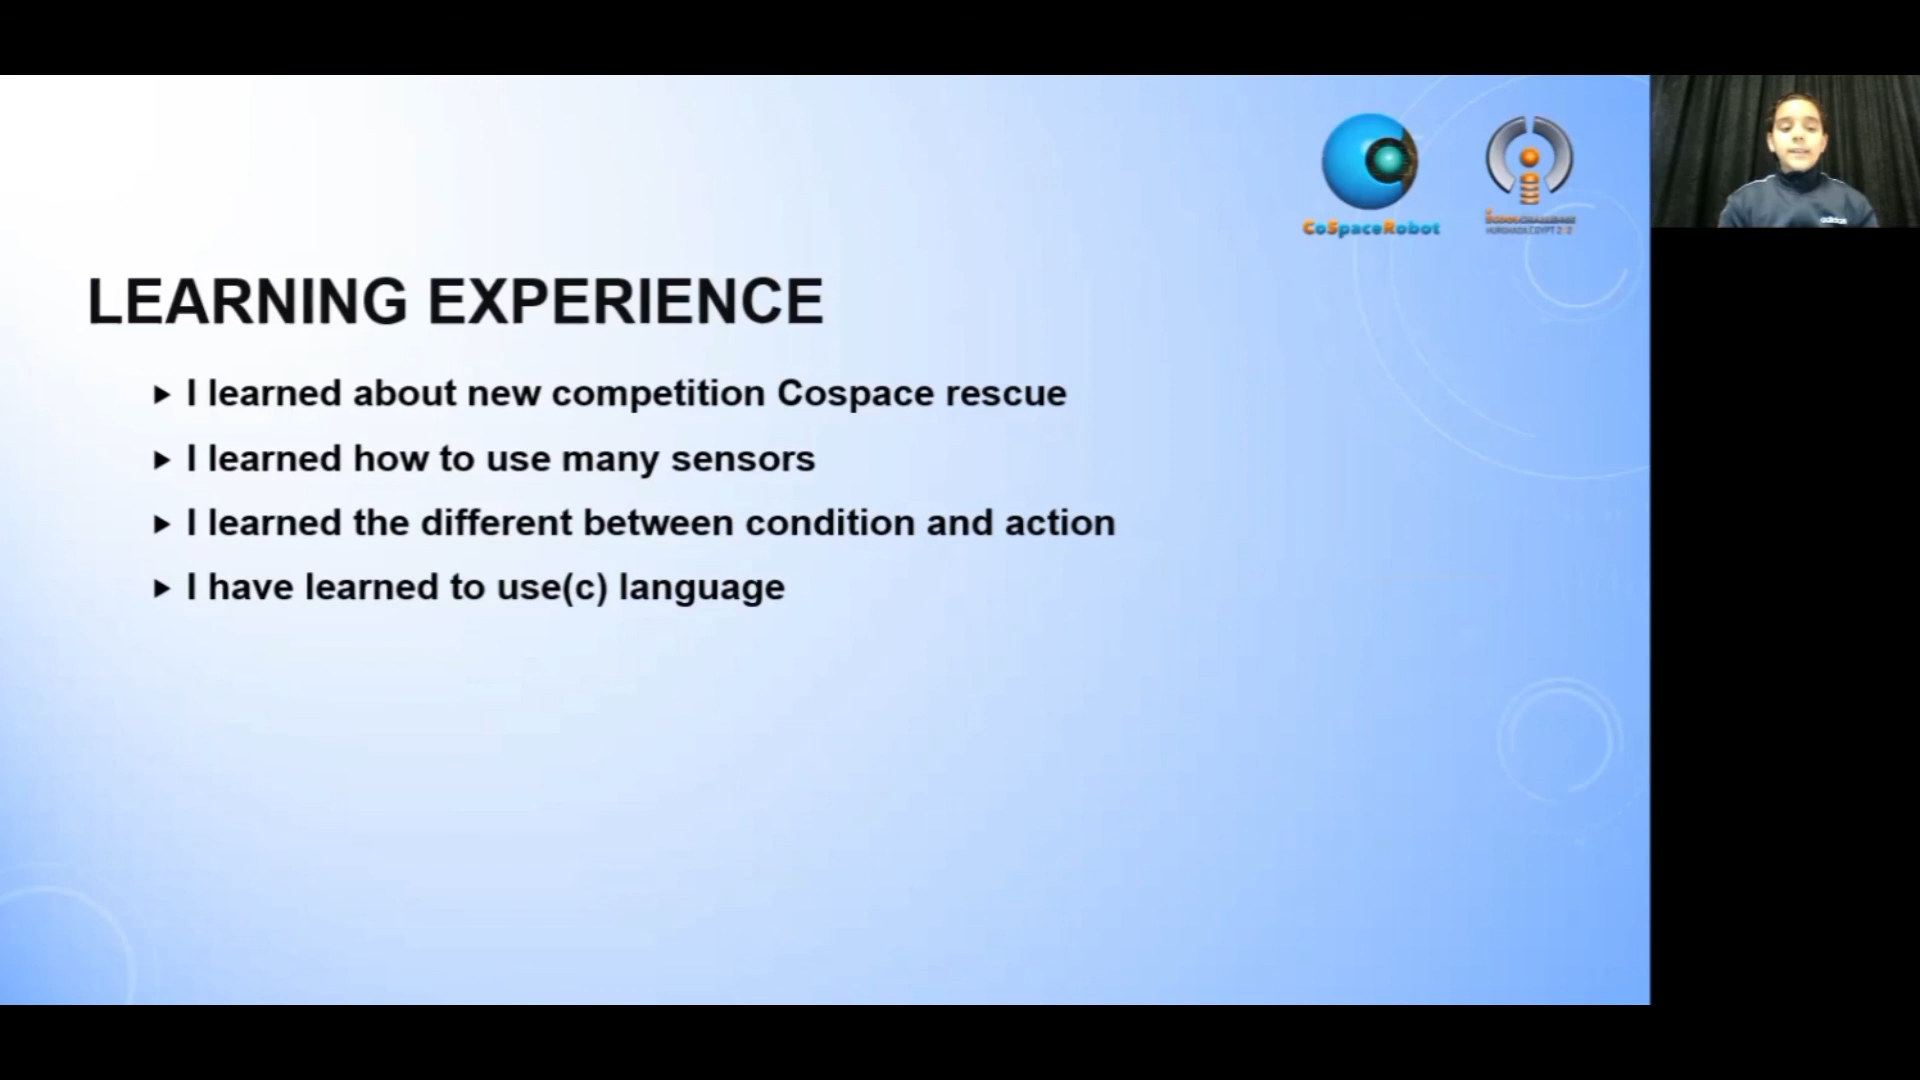 CoSpaceRobot
LEARNING EXPERIENCE
I learned about new competition Cospace rescue
I learned how to use many sensors
I learned the different between condition and action
I have learned to use(c) language
adidas